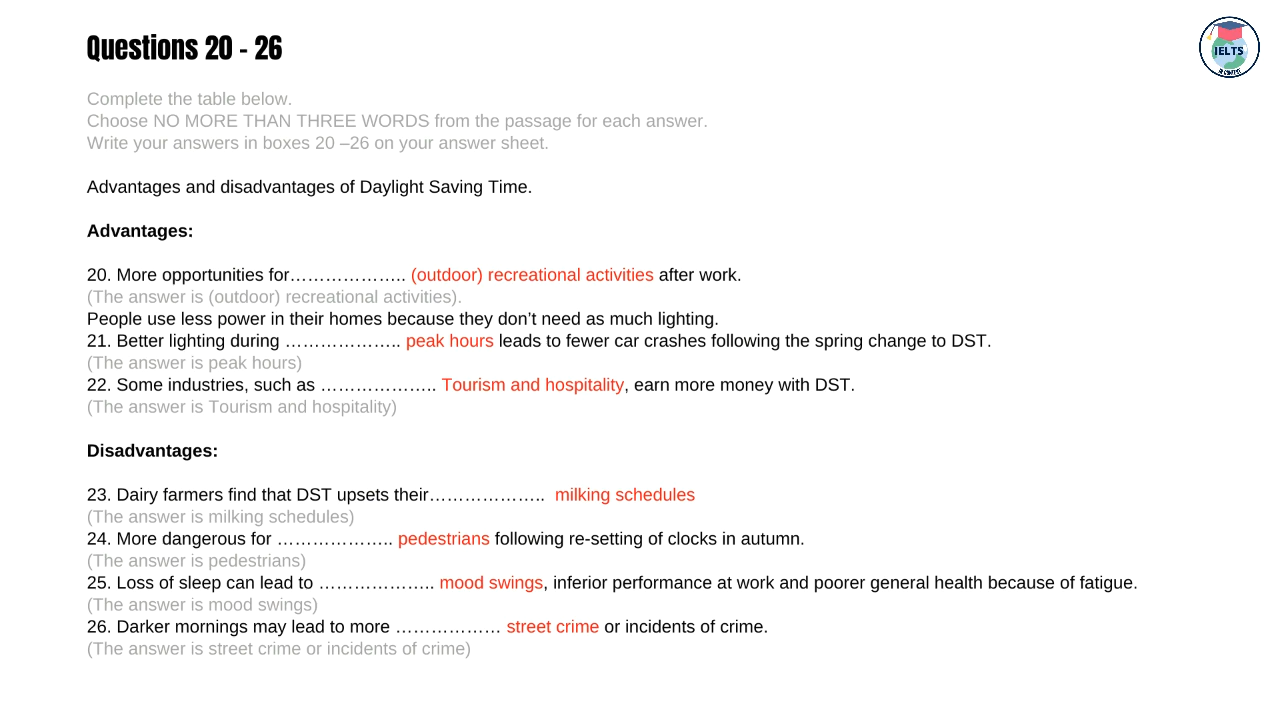 Questions 20 - 26
IELTS
Complete the table below.
Choose NO MORE THAN THREE WORDS from the passage for each answer.
Write your answers in boxes 20 –26 on your answer sheet.
Advantages and disadvantages of Daylight Saving Time.
Advantages:
20. More opportunities for……………….. (outdoor) recreational activities after work.
(The answer is (outdoor) recreational activities).
People use less power in their homes because they don’t need as much lighting.
21. Better lighting during ……………….. peak hours leads to fewer car crashes following the spring change to DST.
(The answer is peak hours)
22. Some industries, such as ……………….. Tourism and hospitality, earn more money with DST.
(The answer is Tourism and hospitality)
Disadvantages:
23. Dairy farmers find that DST upsets their……………….. milking schedules
(The answer is milking schedules)
24. More dangerous for ……………….. pedestrians following re-setting of clocks in autumn.
(The answer is pedestrians)
25. Loss of sleep can lead to ……………….. mood swings, inferior performance at work and poorer general health because of fatigue.
(The answer is mood swings)
26. Darker mornings may lead to more ……………… street crime or incidents of crime.
(The answer is street crime or incidents of crime)